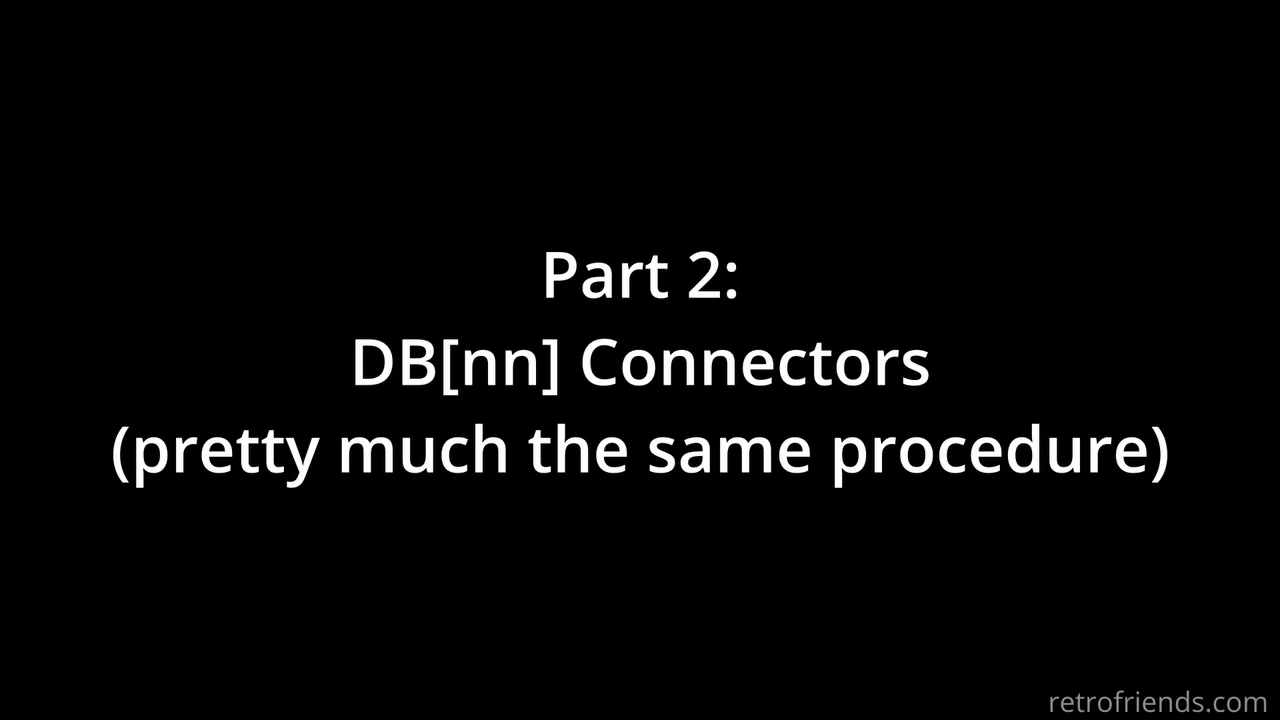 Part 2:
DB[nn] Connectors
(pretty much the same procedure)
retrofriends.com